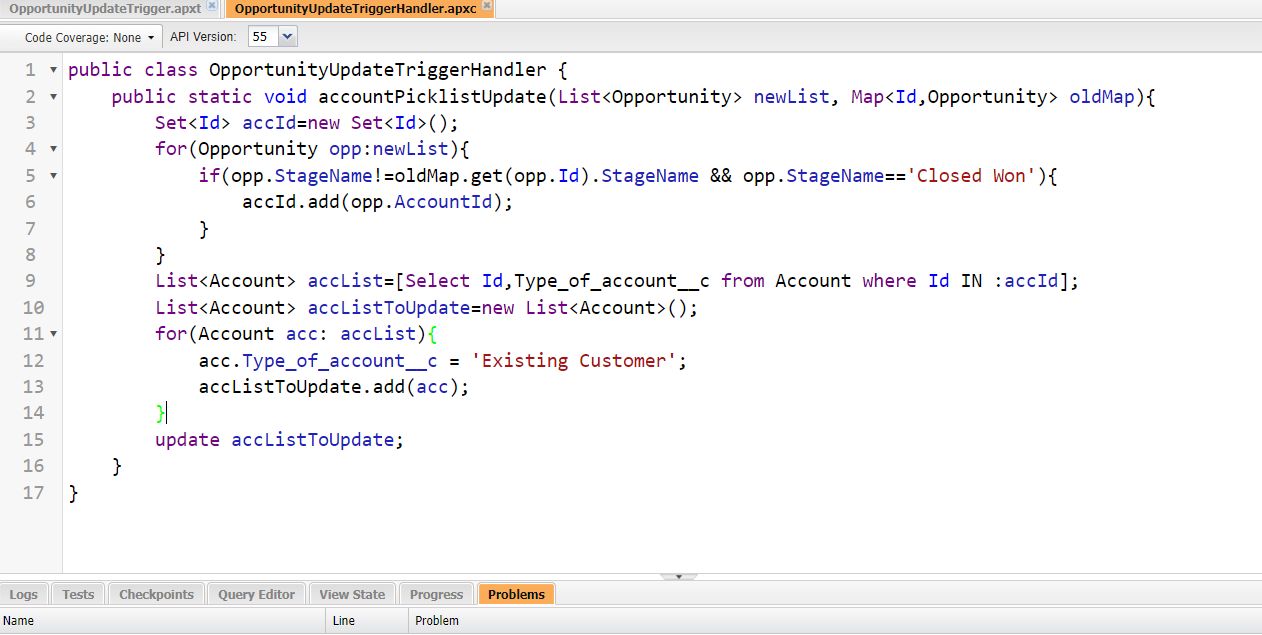 OpportunityUpdateTrigger.apxt OpportunityUpdateTriggerHandler.apxc
Code Coverage: None API Version: 55
1 public class OpportunityUpdateTriggerHandler {
2 public static void accountPicklistUpdate(List<Opportunity> newList, Map<Id,Opportunity> oldMap){
3 Set<Id> accId=new Set<Id>();
4 for(Opportunity opp:newList){
5 if(opp.StageName!=oldMap.get(opp.Id).StageName && opp.StageName=='Closed Won'){
6 accId.add(opp.AccountId);
7 }
8 }
9 List<Account> accList=[Select Id,Type_of_account__c from Account where Id IN :accId];
10 List<Account> accListToUpdate=new List<Account>();
11 for(Account acc: accList){
12 acc.Type_of_account__c = 'Existing Customer';
13 accListToUpdate.add(acc);
14 }
15 update accListToUpdate;
16 }
17 }
Logs Tests Checkpoints Query Editor View State Progress Problems
Name Line Problem